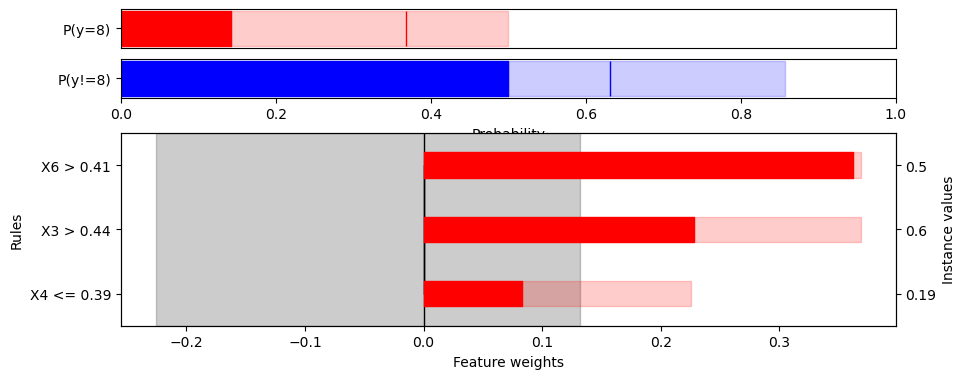 P(y=8)
P(y!=8)
0.0 0.2 0.4 0.6 0.8 1.0
Probability
X6 > 0.41
X3 > 0.44
X4 <= 0.39
Rules
0.5
0.6
0.19
Instance values
−0.2 −0.1 0.0 0.1 0.2 0.3
Feature weights